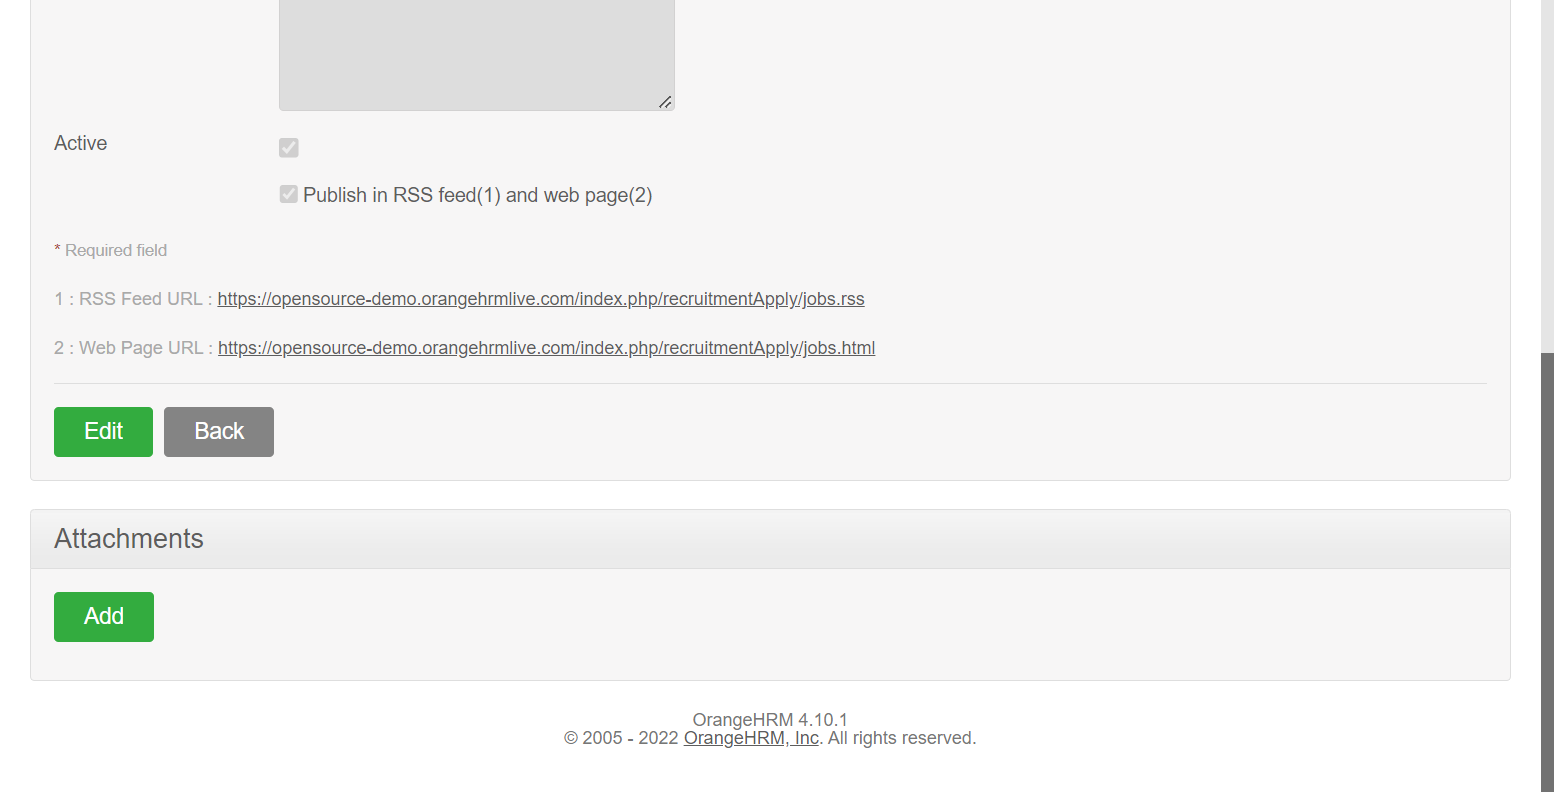 Active
Publish in RSS feed(1) and web page(2)
* Required field
1 : RSS Feed URL : https://opensource-demo.orangehrmlive.com/index.php/recruitmentApply/jobs.rss
2 : Web Page URL : https://opensource-demo.orangehrmlive.com/index.php/recruitmentApply/jobs.html
Edit Back
Attachments
Add
OrangeHRM 4.10.1
© 2005 - 2022 OrangeHRM, Inc. All rights reserved.